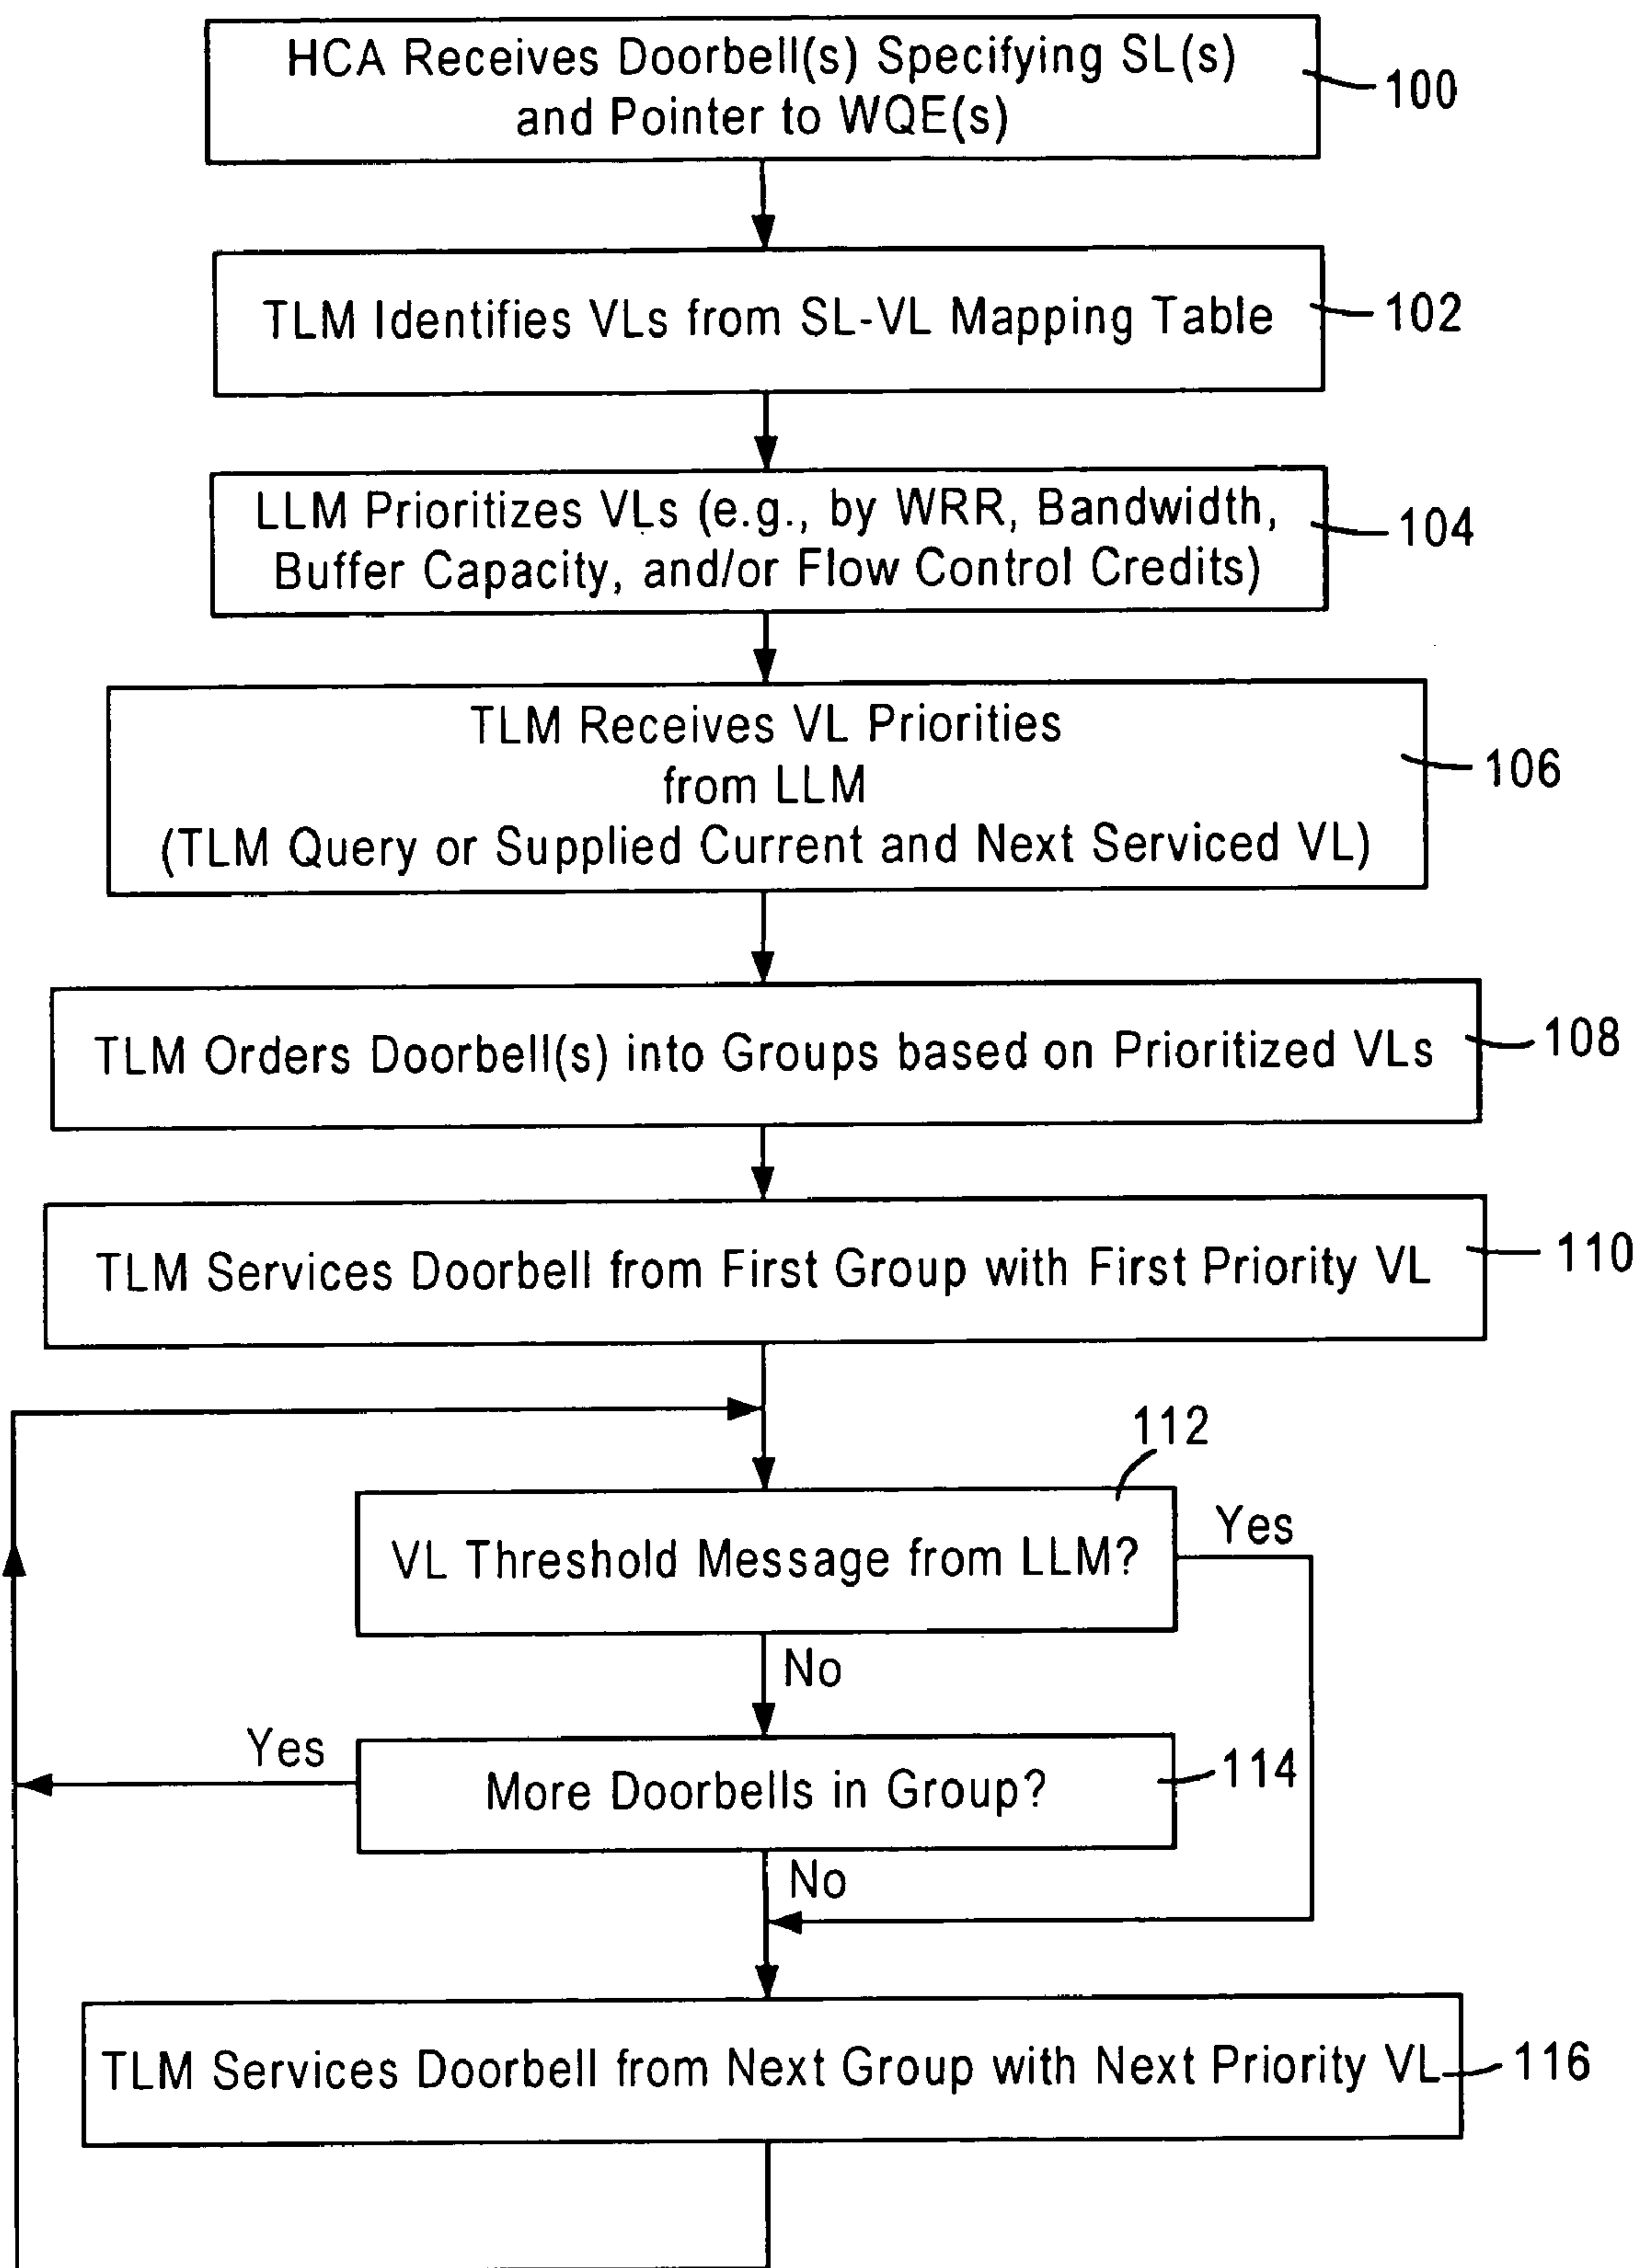 HCA Receives Doorbell(s) Specifying SL(s)
and Pointer to WQE(s)
100
TLM Identifies VLs from SL-VL Mapping Table
102
LLM Prioritizes VLs (e.g., by WRR, Bandwidth,
Buffer Capacity, and/or Flow Control Credits)
104
TLM Receives VL Priorities
from LLM
(TLM Query or Supplied Current and Next Serviced VL)
106
TLM Orders Doorbell(s) into Groups based on Prioritized VLs
108
TLM Services Doorbell from First Group with First Priority VL
110
112
VL Threshold Message from LLM?
Yes
No
Yes
More Doorbells in Group?
114
No
TLM Services Doorbell from Next Group with Next Priority VL
116